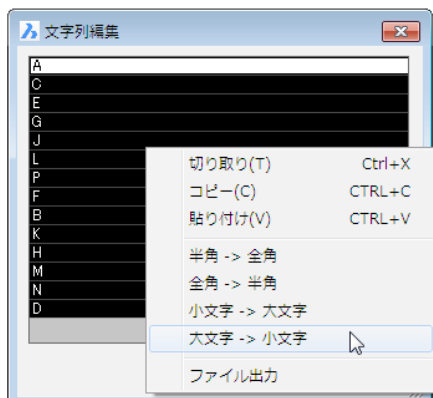 文字列編集
A
C
E
G
J
L
P
F
B
K
H
M
N
D
切り取り(T) Ctrl+X
コピー(C) CTRL+C
貼り付け(V) CTRL+V
半角 -> 全角
全角 -> 半角
小文字 -> 大文字
大文字 -> 小文字
ファイル出力